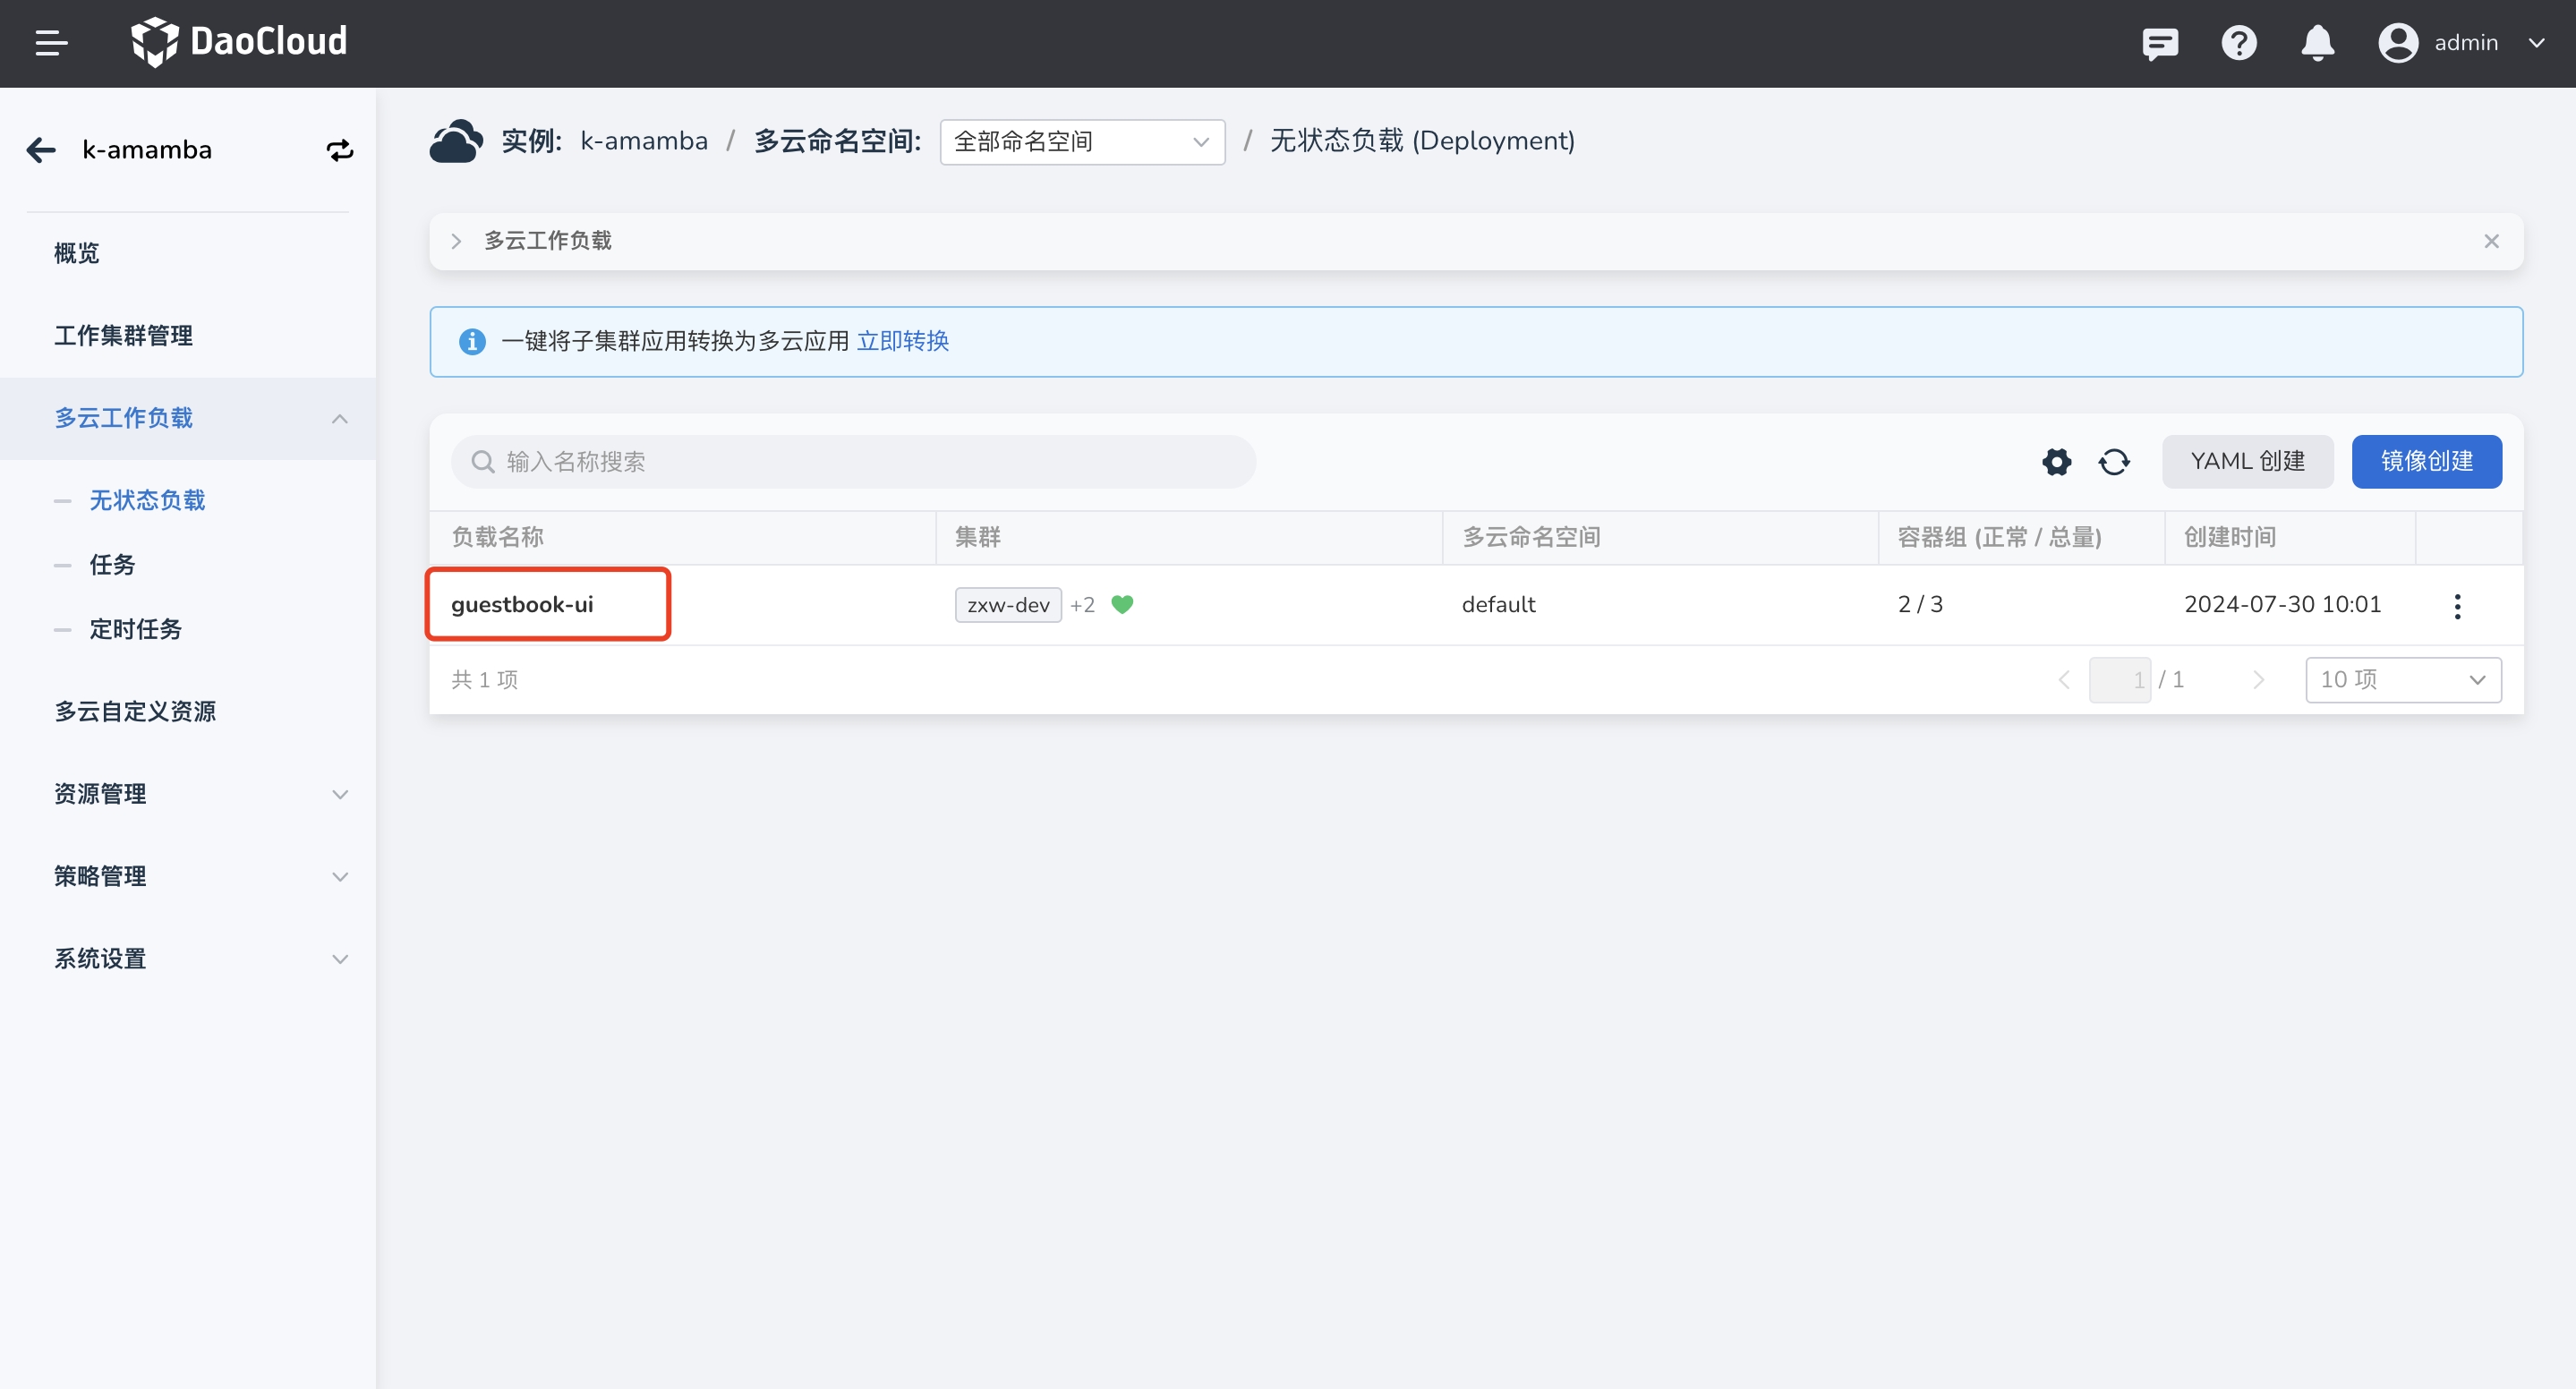 DaoCloud
admin
k-amamba
概览
工作集群管理
多云工作负载
无状态负载
任务
定时任务
多云自定义资源
资源管理
策略管理
系统设置
实例: k-amamba / 多云命名空间: 全部命名空间 / 无状态负载 (Deployment)
多云工作负载
一键将子集群应用转换为多云应用 立即转换
输入名称搜索 YAML 创建 镜像创建
负载名称 集群 多云命名空间 容器组 (正常 / 总量) 创建时间
guestbook-ui zxw-dev +2 default 2 / 3 2024-07-30 10:01
共 1 项 1 / 1 10 项